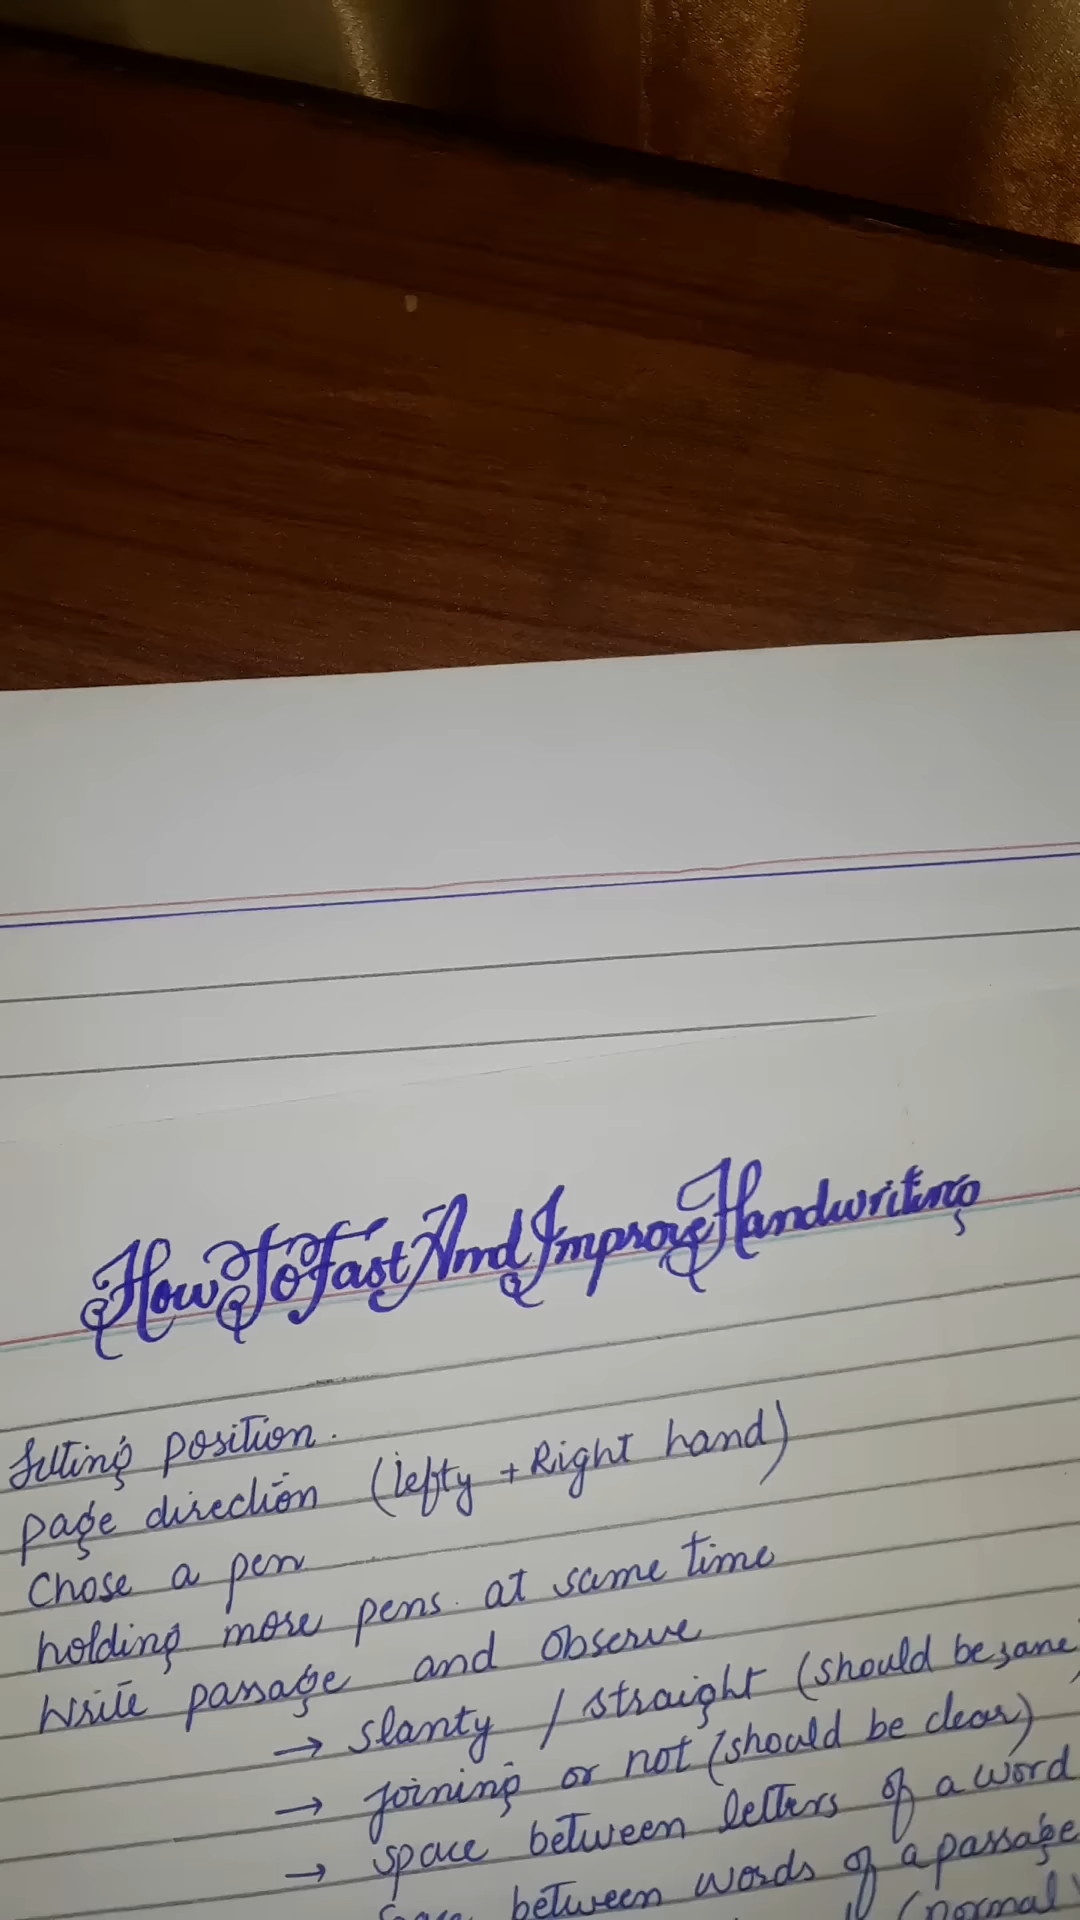 How To Fast And Improve Handwriting
Sitting position.
page direction (lefty + Right hand)
Chose a pen
holding more pens. at same time
Write passage and observe
→ slanty / straight (should be same
→ joining or not (should be clear)
→ space between letters of a word
Space between words of a passage
(normal)